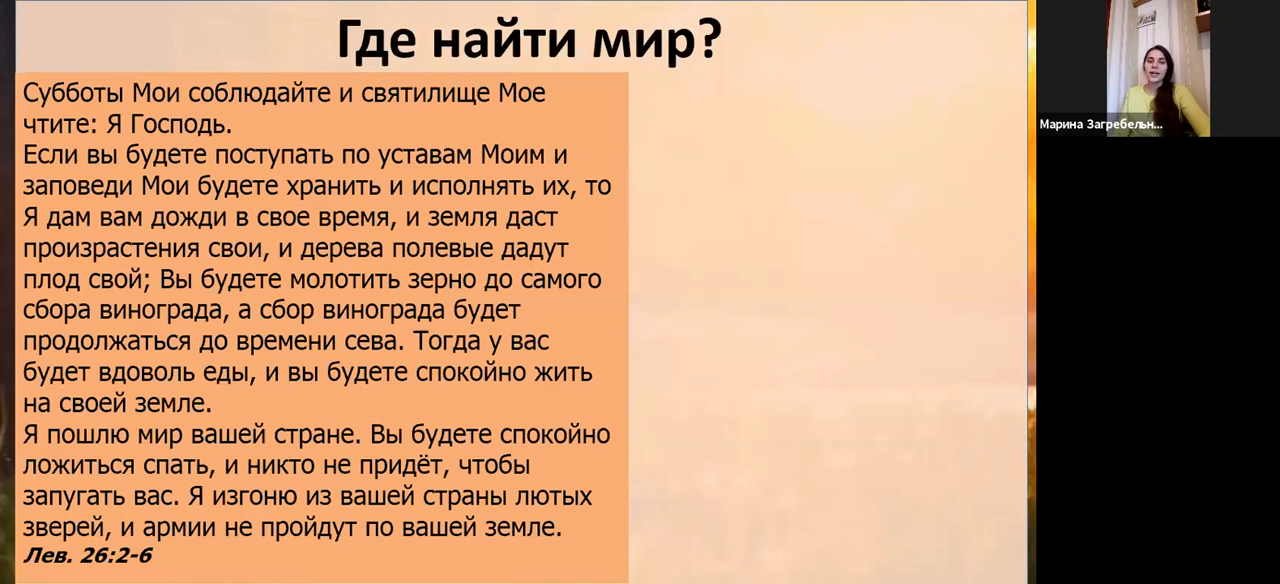 Где найти мир?
Субботы Мои соблюдайте и святилище Мое
чтите: Я Господь.
Если вы будете поступать по уставам Моим и
заповеди Мои будете хранить и исполнять их, то
Я дам вам дожди в свое время, и земля даст
произрастения свои, и дерева полевые дадут
плод свой; Вы будете молотить зерно до самого
сбора винограда, а сбор винограда будет
продолжаться до времени сева. Тогда у вас
будет вдоволь еды, и вы будете спокойно жить
на своей земле.
Я пошлю мир вашей стране. Вы будете спокойно
ложиться спать, и никто не придёт, чтобы
запугать вас. Я изгоню из вашей страны лютых
зверей, и армии не пройдут по вашей земле.
Лев. 26:2-6
Марина Загребельн...